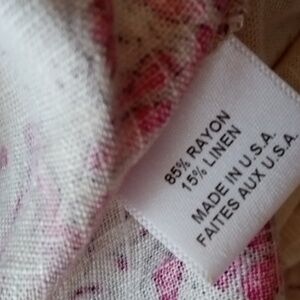 85% RAYON
15% LINEN
MADE IN U.S.A.
FAITES AUX U.S.A.